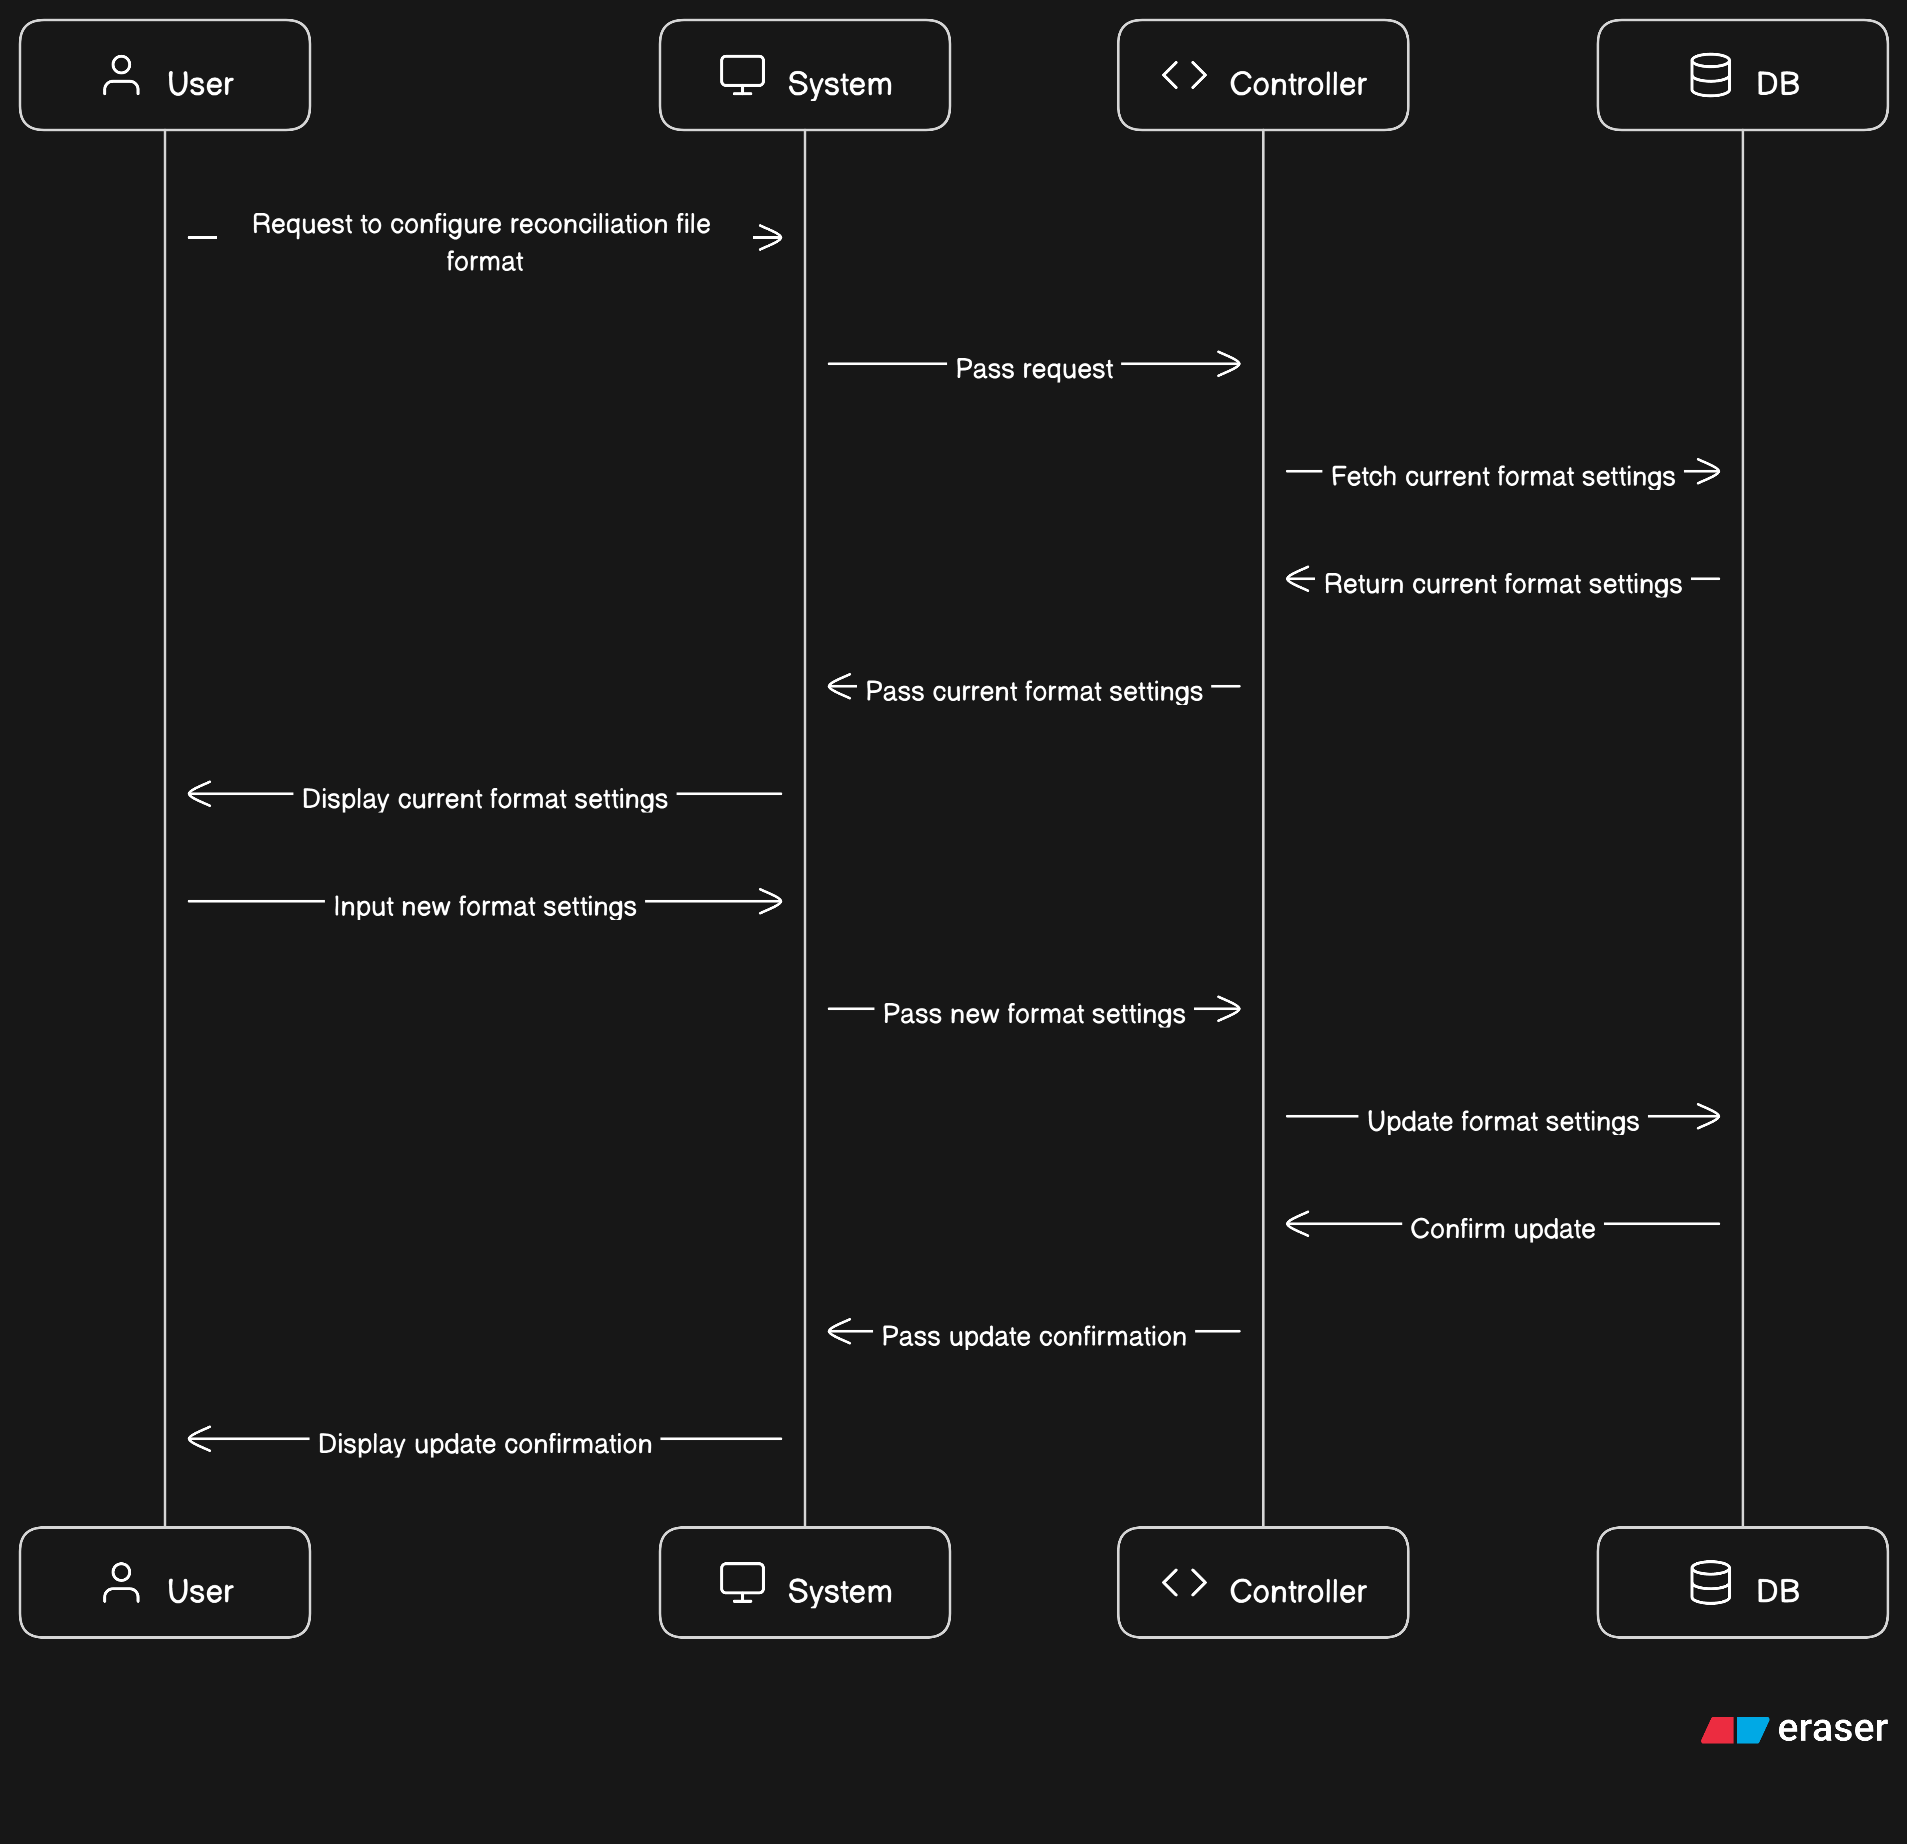 User
System
Controller
DB
Request to configure reconciliation file
format
Pass request
Fetch current format settings
Return current format settings
Pass current format settings
Display current format settings
Input new format settings
Pass new format settings
Update format settings
Confirm update
Pass update confirmation
Display update confirmation
User
System
Controller
DB
eraser